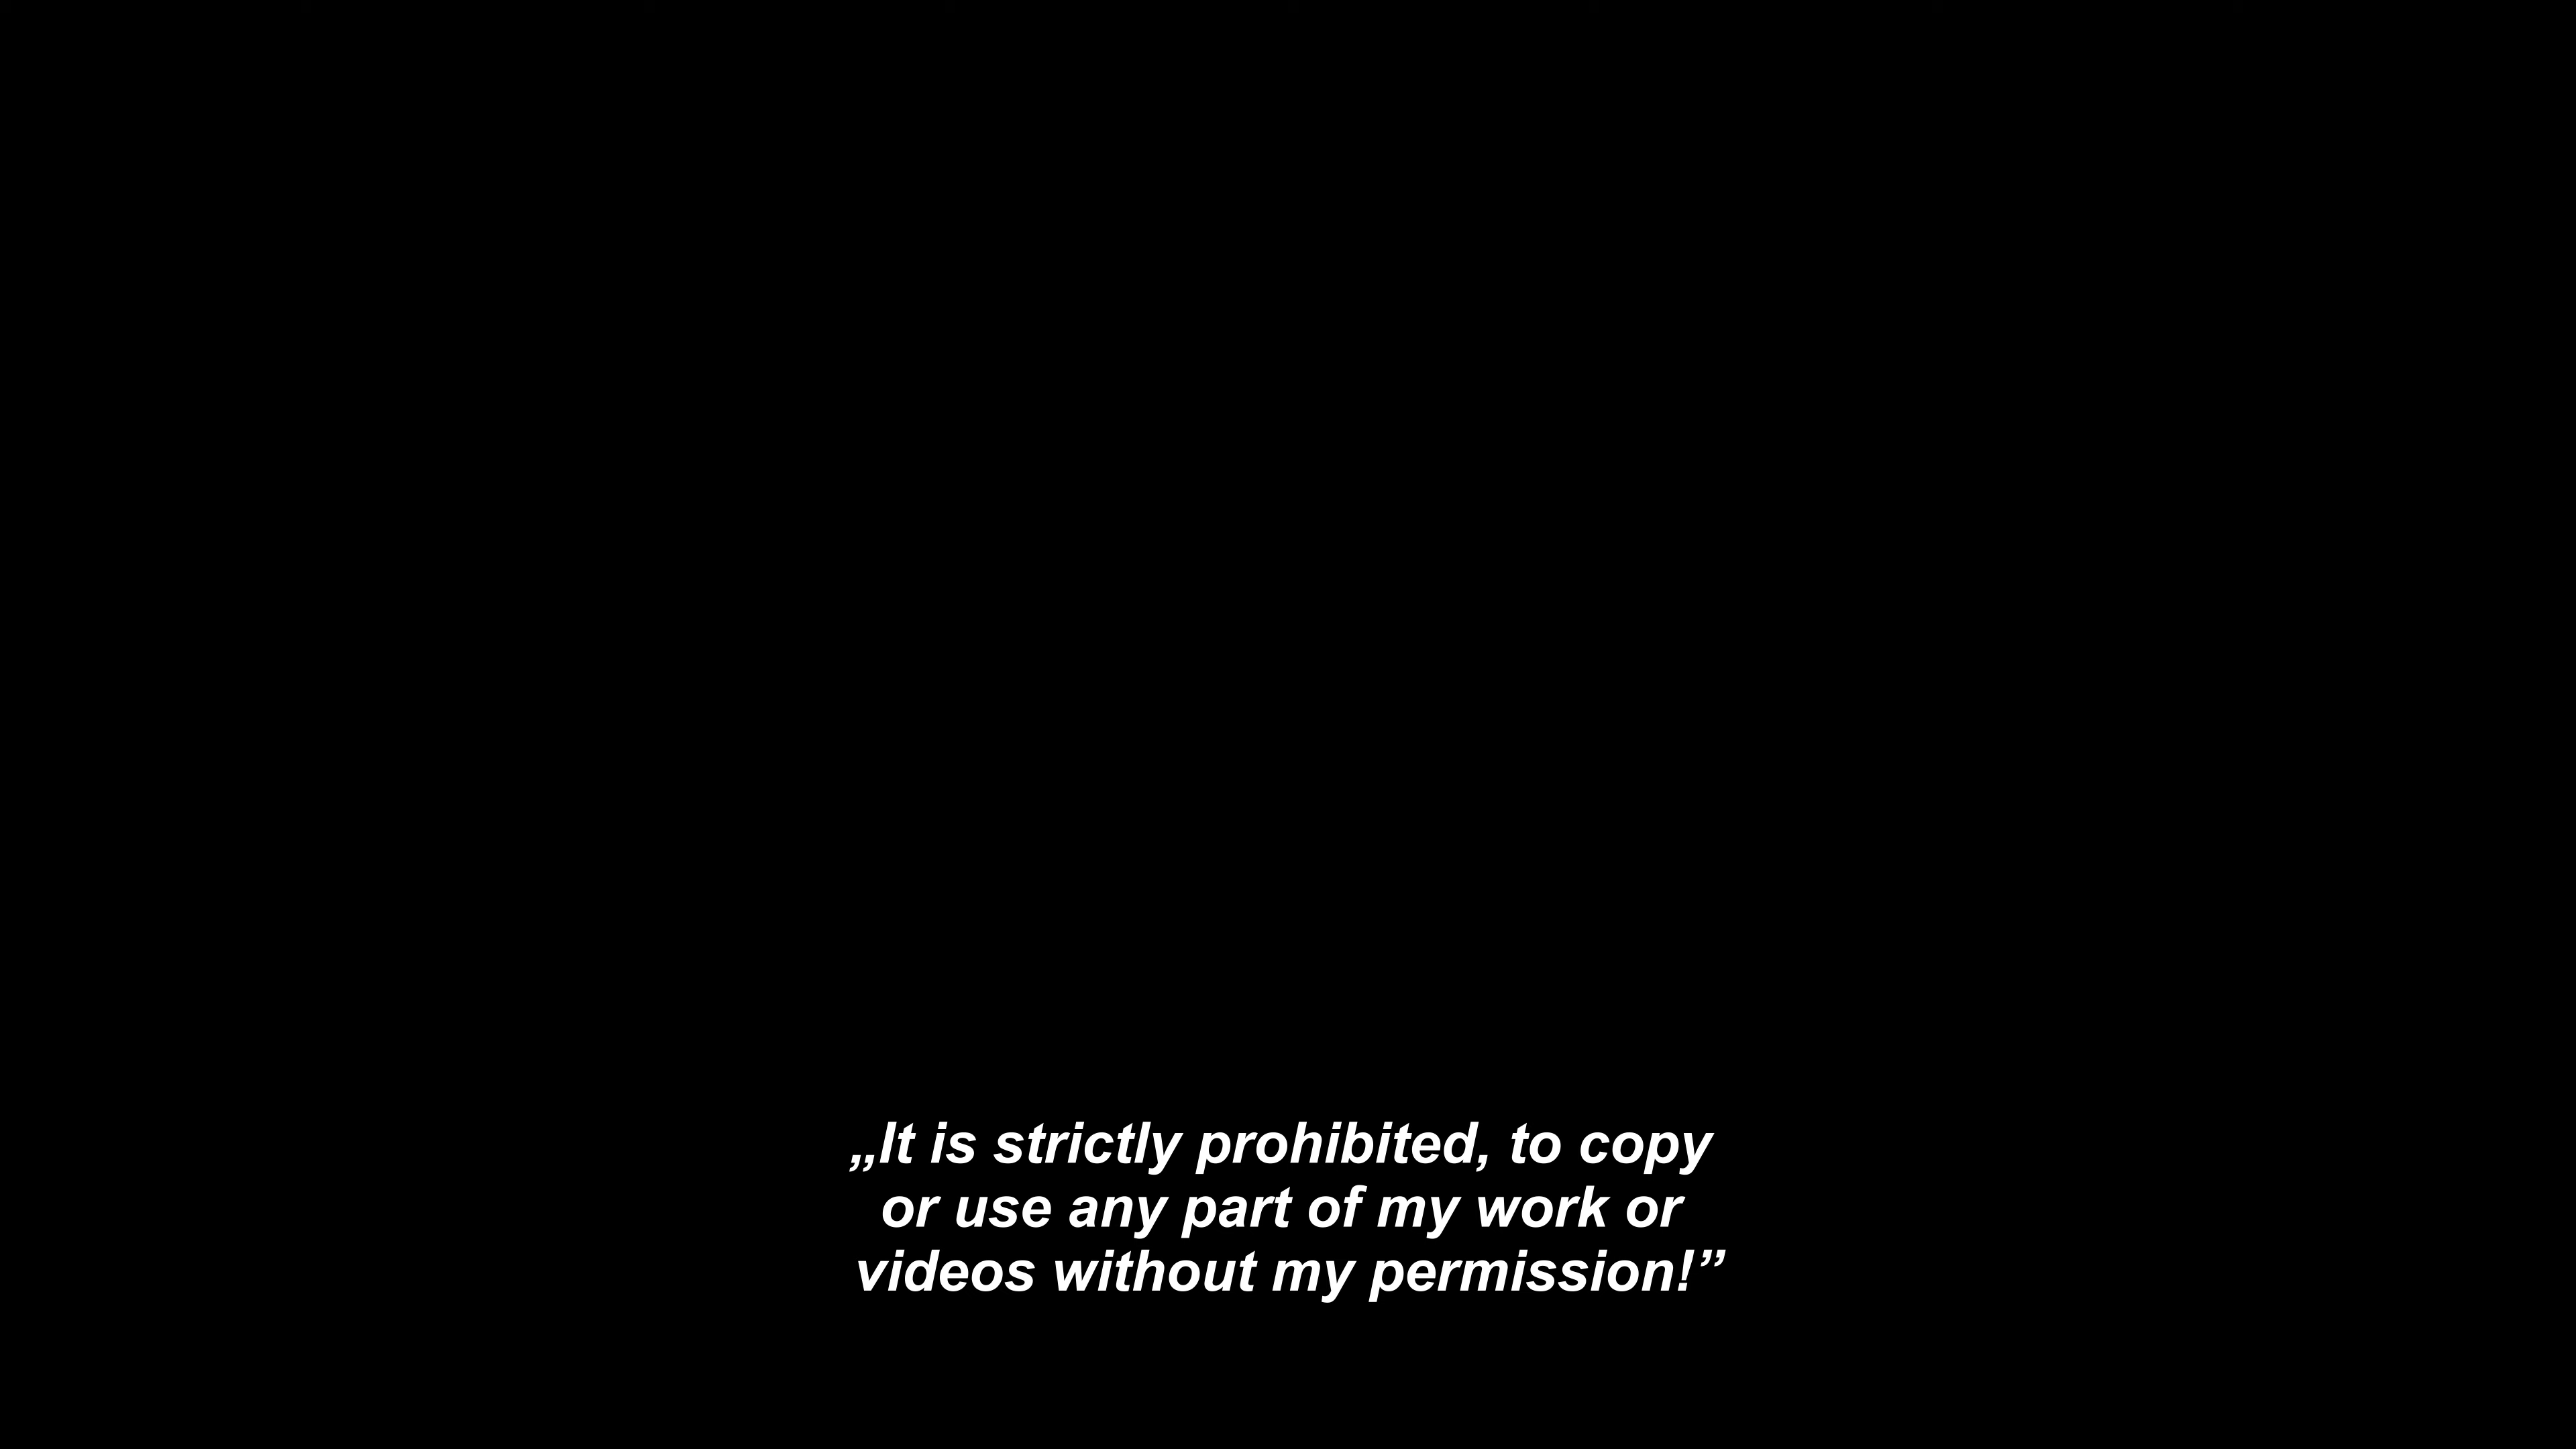 „It is strictly prohibited, to copy
or use any part of my work or
videos without my permission!”